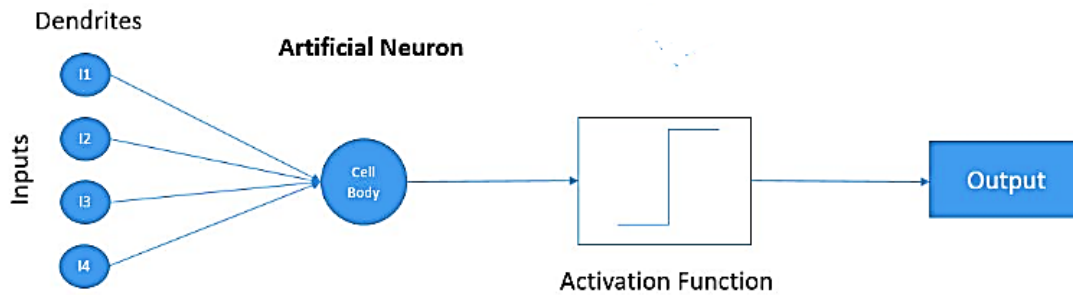 Dendrites
Artificial Neuron
Inputs
I1
I2
I3
I4
Cell
Body
Activation Function
Output